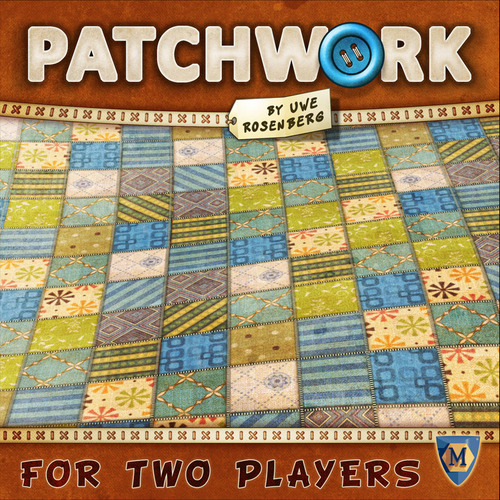 PATCHWORK
BY UWE
ROSENBERG
FOR TWO PLAYERS
M